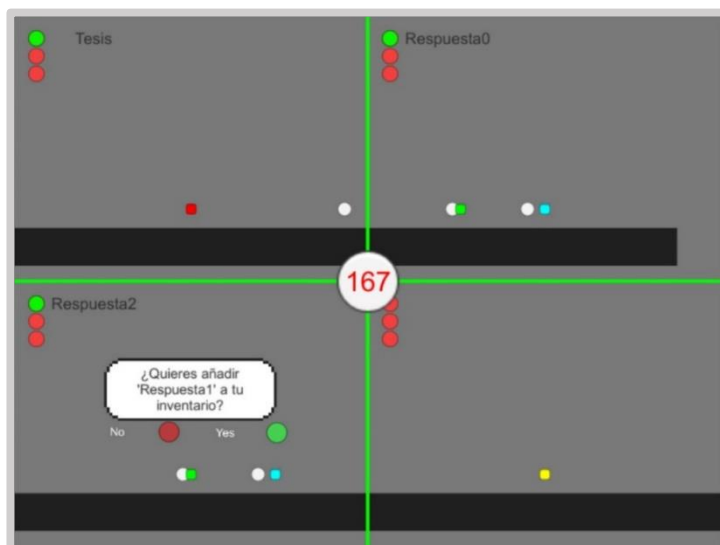 Tesis
Respuesta0
167
Respuesta2
¿Quieres añadir
'Respuesta1' a tu
inventario?
No Yes